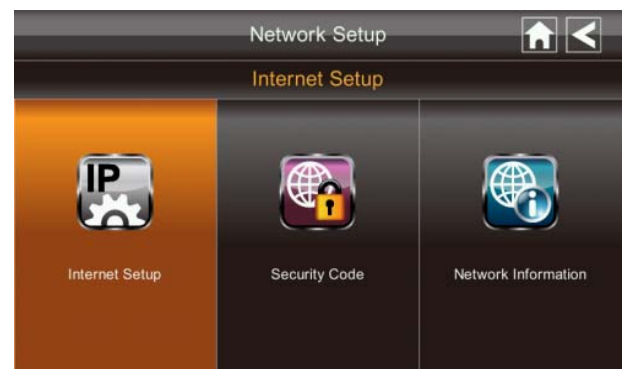 Network Setup
Internet Setup
IP
Internet Setup
Security Code
Network Information